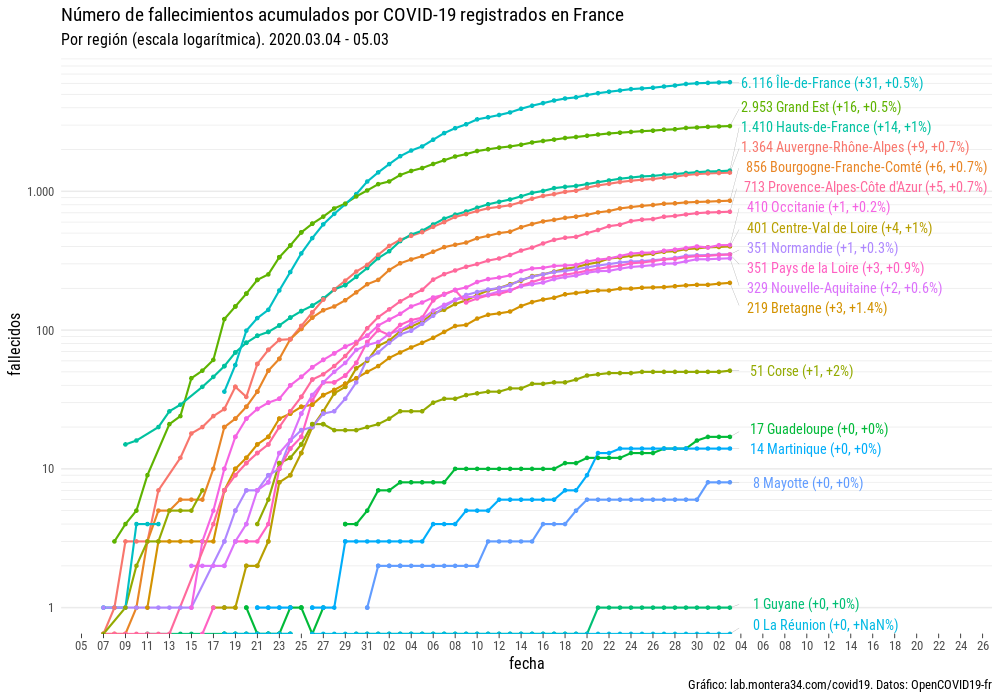 Número de fallecimientos acumulados por COVID-19 registrados en France
Por región (escala logarítmica). 2020.03.04 - 05.03
6.116 Île-de-France (+31, +0.5%)
2.953 Grand Est (+16, +0.5%)
1.410 Hauts-de-France (+14, +1%)
1.364 Auvergne-Rhône-Alpes (+9, +0.7%)
856 Bourgogne-Franche-Comté (+6, +0.7%)
713 Provence-Alpes-Côte d'Azur (+5, +0.7%)
410 Occitanie (+1, +0.2%)
401 Centre-Val de Loire (+4, +1%)
351 Normandie (+1, +0.3%)
351 Pays de la Loire (+3, +0.9%)
329 Nouvelle-Aquitaine (+2, +0.6%)
219 Bretagne (+3, +1.4%)
51 Corse (+1, +2%)
17 Guadeloupe (+0, +0%)
14 Martinique (+0, +0%)
8 Mayotte (+0, +0%)
1 Guyane (+0, +0%)
0 La Réunion (+0, +NaN%)
1.000
100
10
1
fallecidos
05 07 09 11 13 15 17 19 21 23 25 27 29 31 02 04 06 08 10 12 14 16 18 20 22 24 26 28 30 02 04 06 08 10 12 14 16 18 20 22 24 26
fecha
Gráfico: lab.montera34.com/covid19. Datos: OpenCOVID19-fr